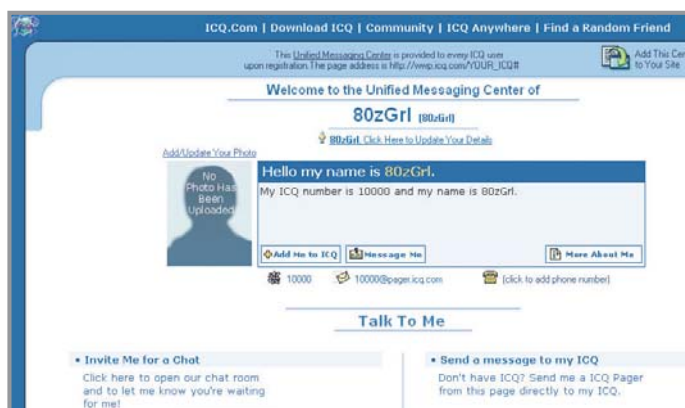 ICQ.Com | Download ICQ | Community | ICQ Anywhere | Find a Random Friend
This Unified Messaging Center is provided to every ICQ user
upon registration.The page address is http://wwp.icq.com/YOUR_ICQ#
Add This Cen
to Your Site
Welcome to the Unified Messaging Center of
80zGrl (80zGirl)
80zGrl, Click Here to Update Your Details
Add/Update Your Photo
No
Photo Has
Been
Uploaded
Hello my name is 80zGrl.
My ICQ number is 10000 and my name is 80zGrl.
Add Me to ICQ
Message Me
More About Me
10000
10000@pager.icq.com
(click to add phone number)
Talk To Me
• Invite Me for a Chat
Click here to open our chat room
and to let me know you're waiting
for me!
• Send a message to my ICQ
Don't have ICQ? Send me a ICQ Pager
from this page directly to my ICQ.